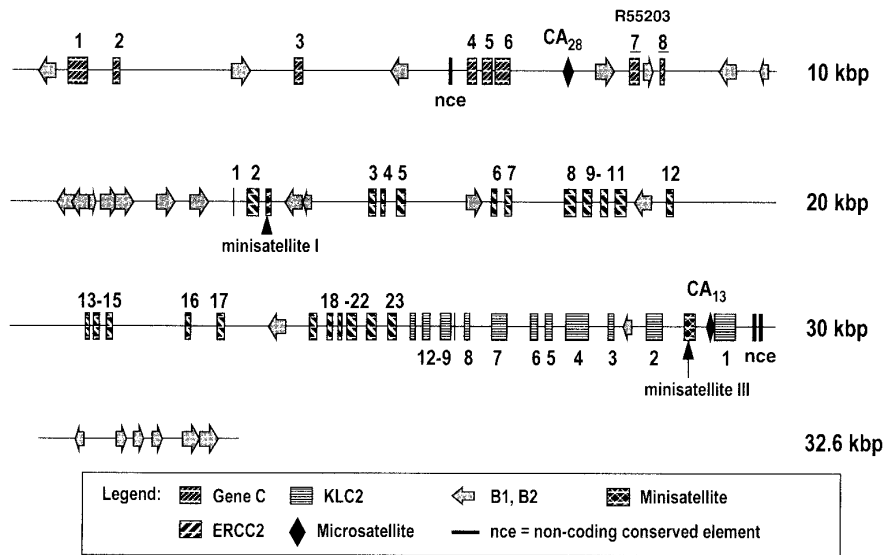 R55203
1 2 3 4 5 6 CA28 7 8
10 kbp
nce
1 2 3 4 5 6 7 8 9- 11 12
20 kbp
minisatellite I
13-15 16 17 18 -22 23 CA13
30 kbp
12-9 8 7 6 5 4 3 2 1 nce
minisatellite III
32.6 kbp
Legend: Gene C KLC2 B1, B2 Minisatellite
ERCC2 Microsatellite nce = non-coding conserved element